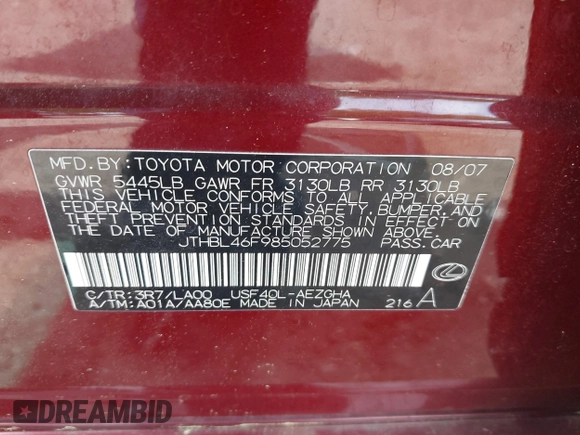 MFD.BY:TOYOTA MOTOR CORPORATION 08/07
GVWR 5445LB GAWR FR 3130LB RR 3130LB
THIS VEHICLE CONFORMS TO ALL APPLICABLE
FEDERAL MOTOR VEHICLE SAFETY,BUMPER,AND
THEFT PREVENTION STANDARDS IN EFFECT ON
THE DATE OF MANUFACTURE SHOWN ABOVE.
JTHBL46F985052775 PASS.CAR
C/TR:3R7/LA00 USF40L-AEZGHA
A/TM:A01A/AA80E MADE IN JAPAN 216 A
DREAMBID